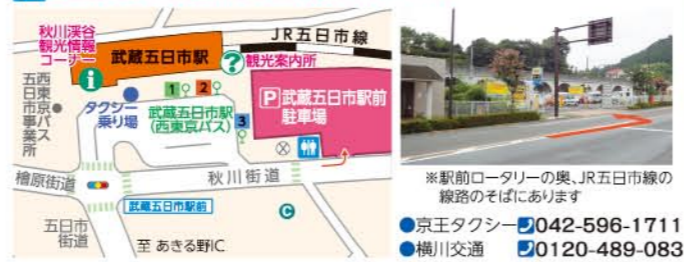 秋川渓谷
観光情報
コーナー
武蔵五日市駅
JR五日市線
?
観光案内所
i
1
2
3
西東京バス
五日市事業所
タクシー
乗り場
武蔵五日市駅
(西東京バス)
P 武蔵五日市駅前
駐車場
檜原街道
秋川街道
武蔵五日市駅前
五日市
街道
至 あきる野IC
C
※駅前ロータリーの奥、JR五日市線の
線路のそばにあります
●京王タクシー 042-596-1711
●横川交通 0120-489-083